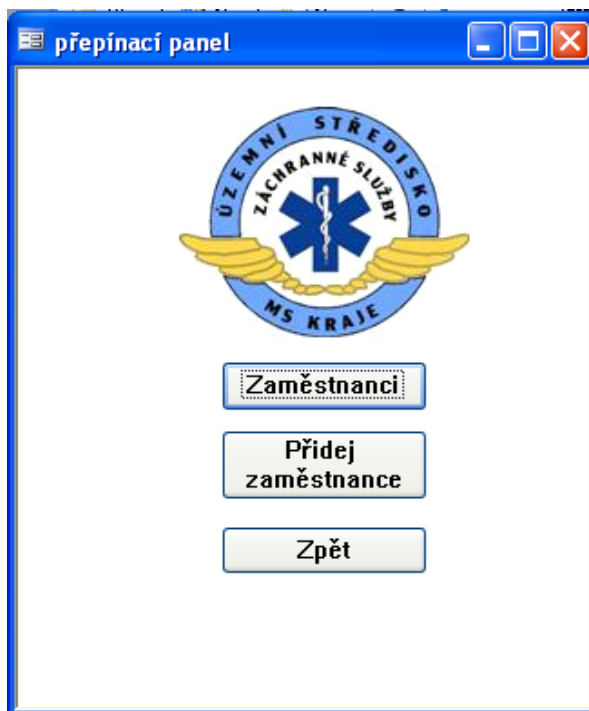 přepínací panel
ÚZEMNÍ STŘEDISKO
ZÁCHRANNÉ SLUŽBY
MS KRAJE
Zaměstnanci
Přidej
zaměstnance
Zpět